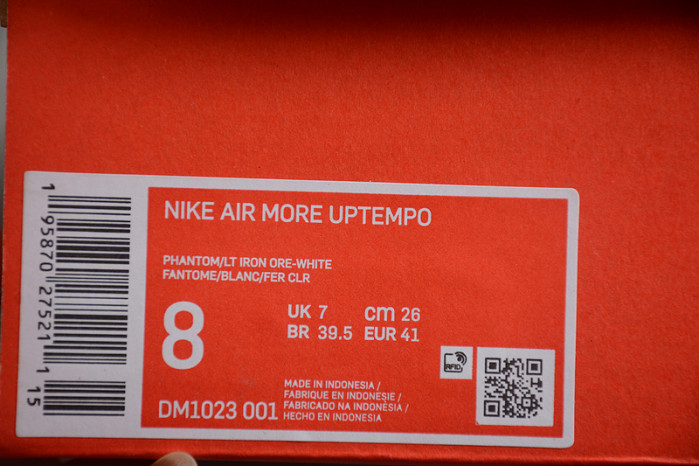 NIKE AIR MORE UPTEMPO
PHANTOM/LT IRON ORE-WHITE
FANTOME/BLANC/FER CLR
8
UK 7 cm 26
BR 39.5 EUR 41
RFID
DM1023 001
MADE IN INDONESIA /
FABRIQUE EN INDONESIE /
FABRICADO NA INDONÉSIA /
HECHO EN INDONESIA
1 95870 27521 1 15